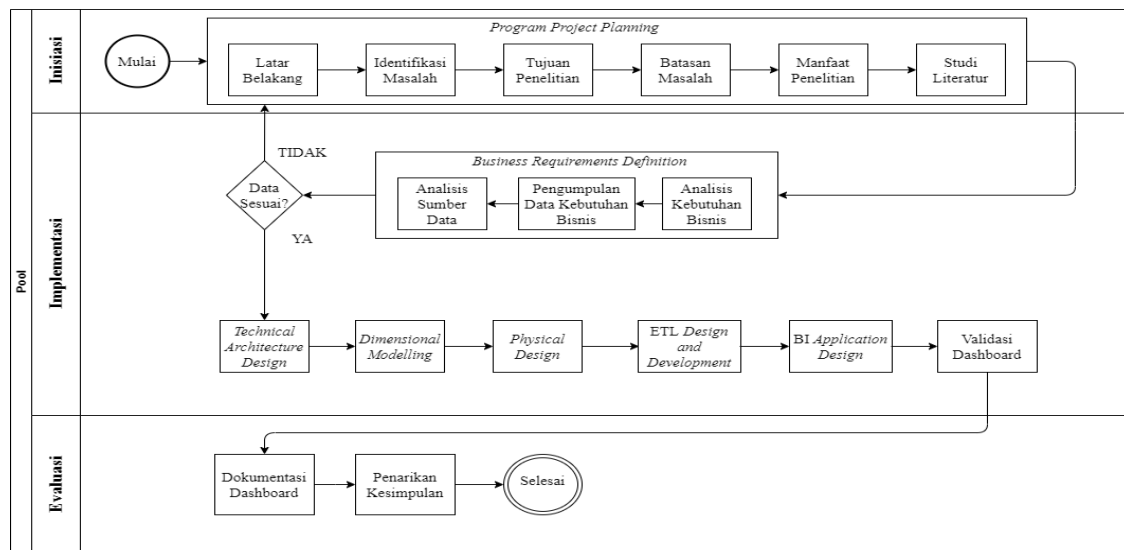 Pool
Inisiasi
Program Project Planning
Mulai
Latar
Belakang
Identifikasi
Masalah
Tujuan
Penelitian
Batasan
Masalah
Manfaat
Penelitian
Studi
Literatur
Implementasi
TIDAK
Business Requirements Definition
Data
Sesuai?
Analisis
Sumber
Data
Pengumpulan
Data Kebutuhan
Bisnis
Analisis
Kebutuhan
Bisnis
YA
Technical
Architecture
Design
Dimensional
Modelling
Physical
Design
ETL Design
and
Development
BI Application
Design
Validasi
Dashboard
Evaluasi
Dokumentasi
Dashboard
Penarikan
Kesimpulan
Selesai